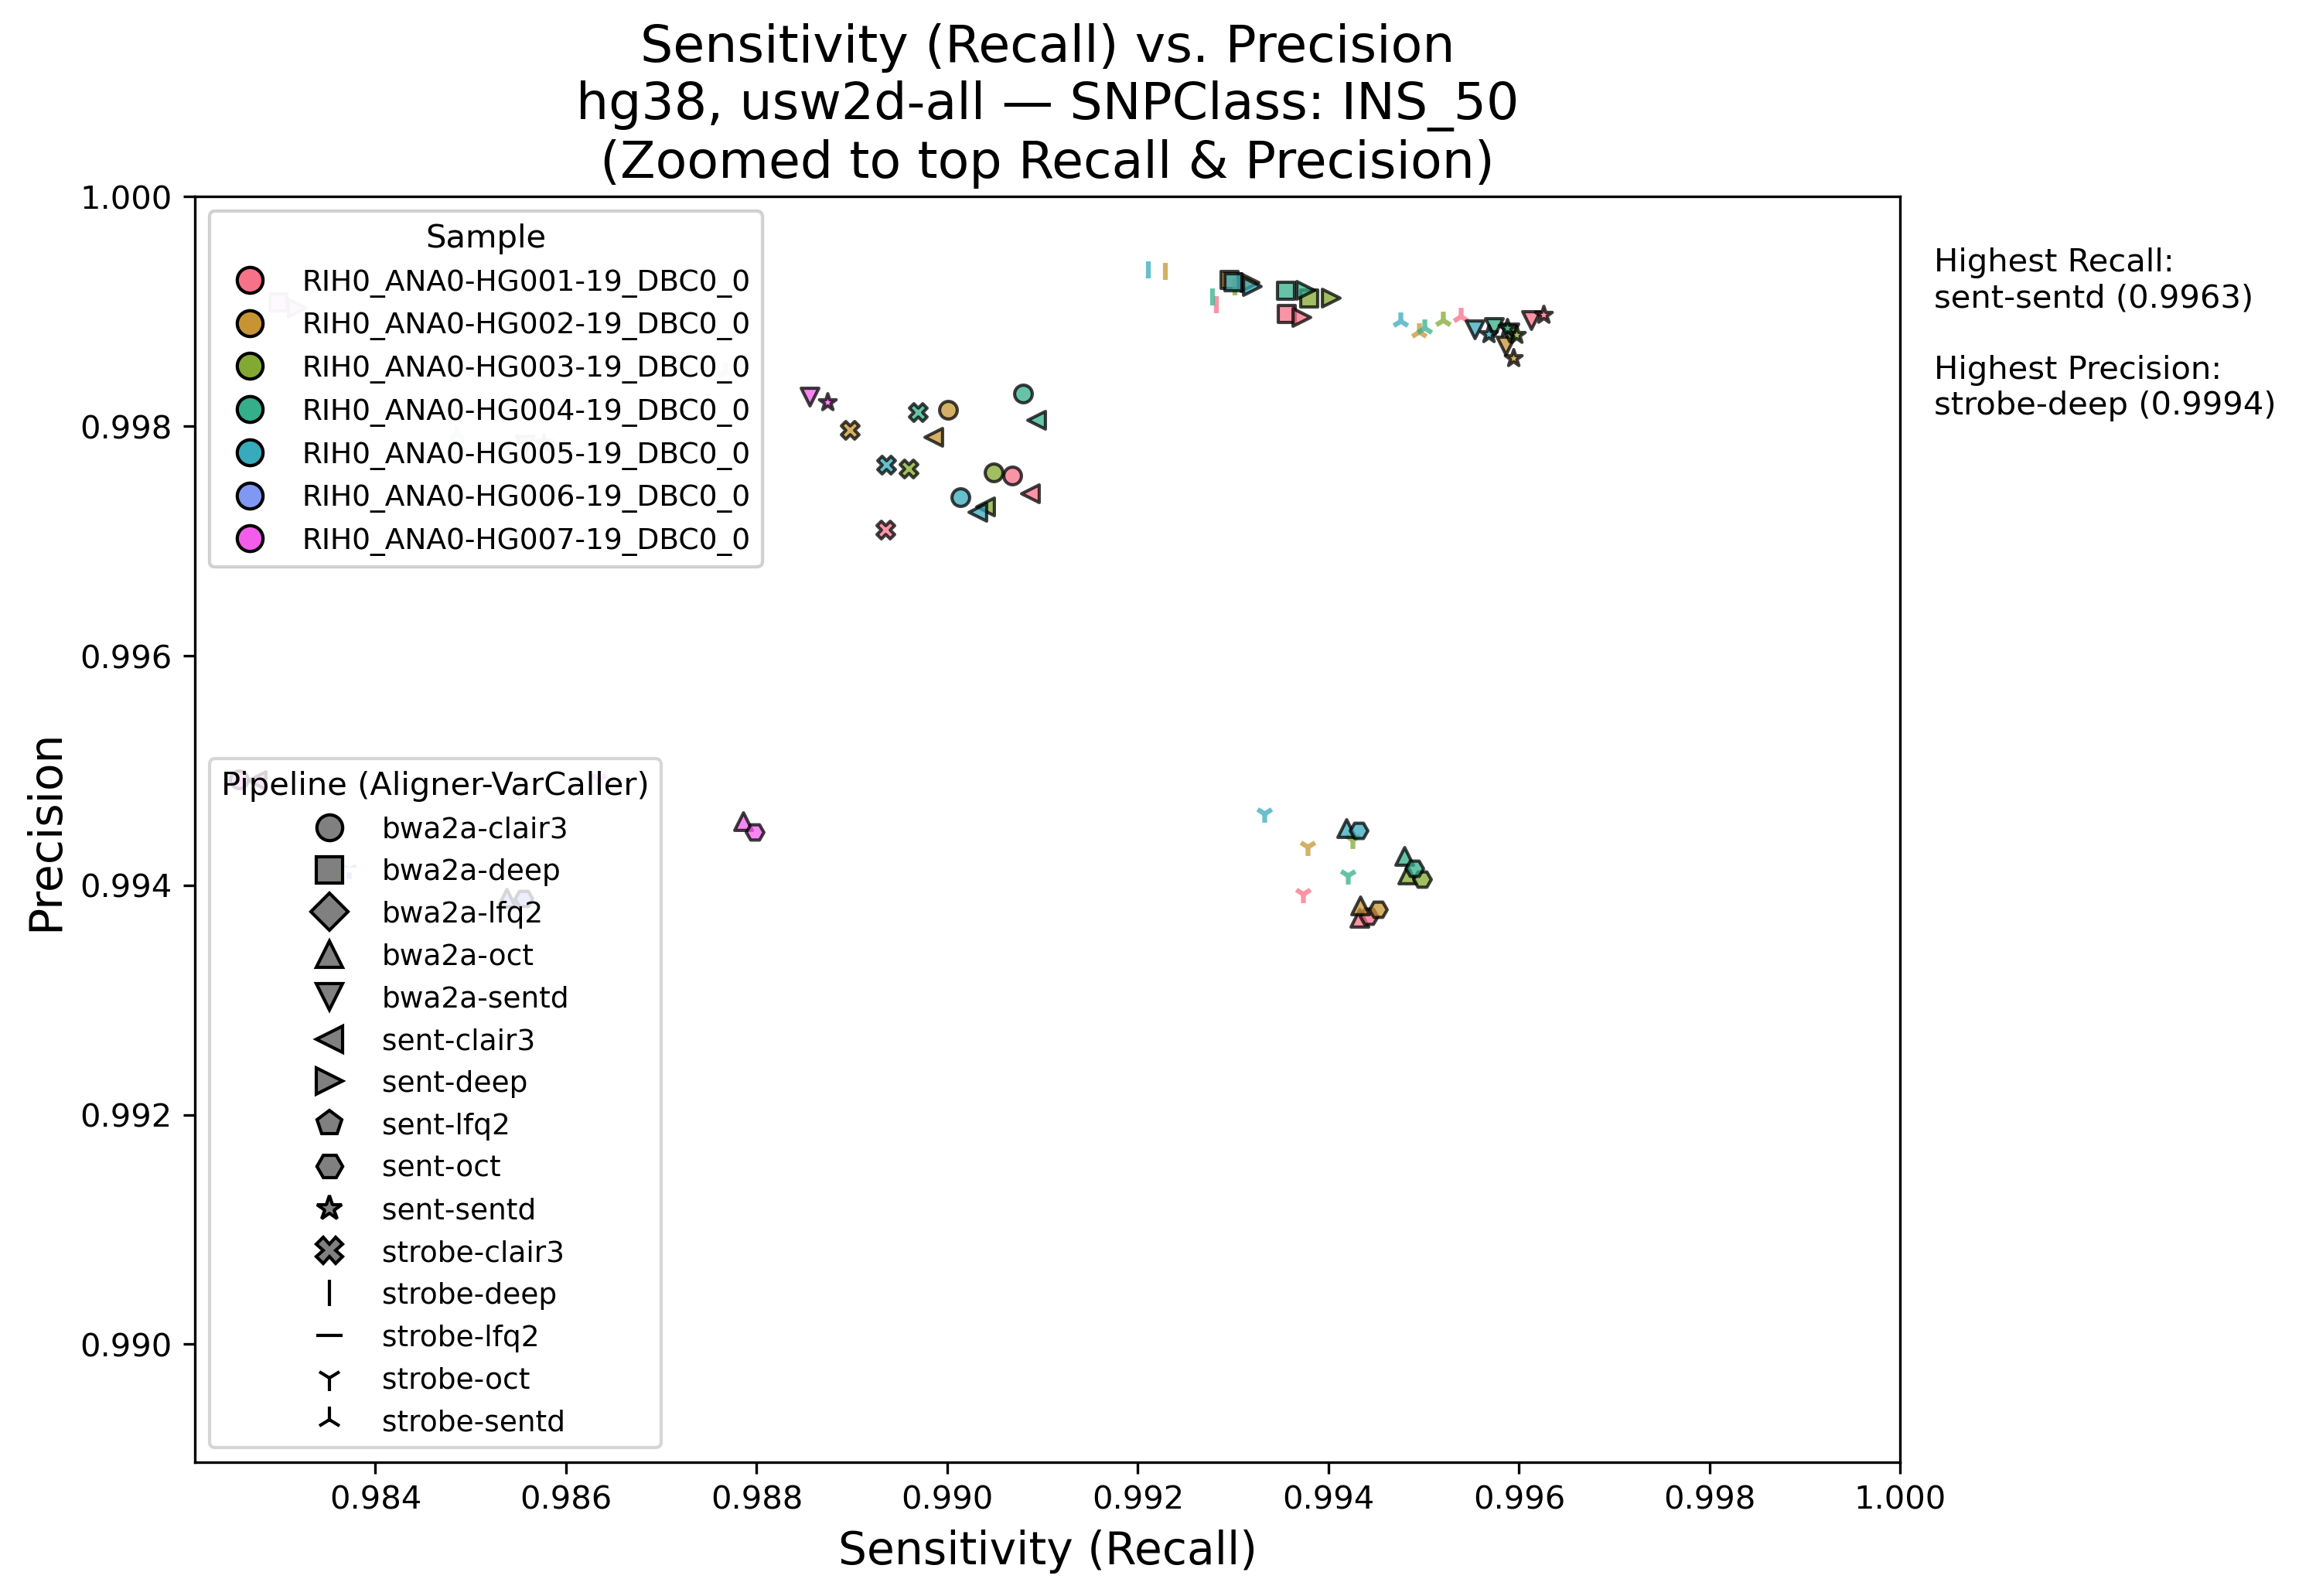 Sensitivity (Recall) vs. Precision
hg38, usw2d-all — SNPClass: INS_50
(Zoomed to top Recall & Precision)
1.000
0.998
0.996
0.994
0.992
0.990
Precision
Sample
RIH0_ANA0-HG001-19_DBC0_0
RIH0_ANA0-HG002-19_DBC0_0
RIH0_ANA0-HG003-19_DBC0_0
RIH0_ANA0-HG004-19_DBC0_0
RIH0_ANA0-HG005-19_DBC0_0
RIH0_ANA0-HG006-19_DBC0_0
RIH0_ANA0-HG007-19_DBC0_0
Pipeline (Aligner-VarCaller)
bwa2a-clair3
bwa2a-deep
bwa2a-lfq2
bwa2a-oct
bwa2a-sentd
sent-clair3
sent-deep
sent-lfq2
sent-oct
sent-sentd
strobe-clair3
strobe-deep
strobe-lfq2
strobe-oct
strobe-sentd
Highest Recall:
sent-sentd (0.9963)
Highest Precision:
strobe-deep (0.9994)
0.984
0.986
0.988
0.990
0.992
0.994
0.996
0.998
1.000
Sensitivity (Recall)